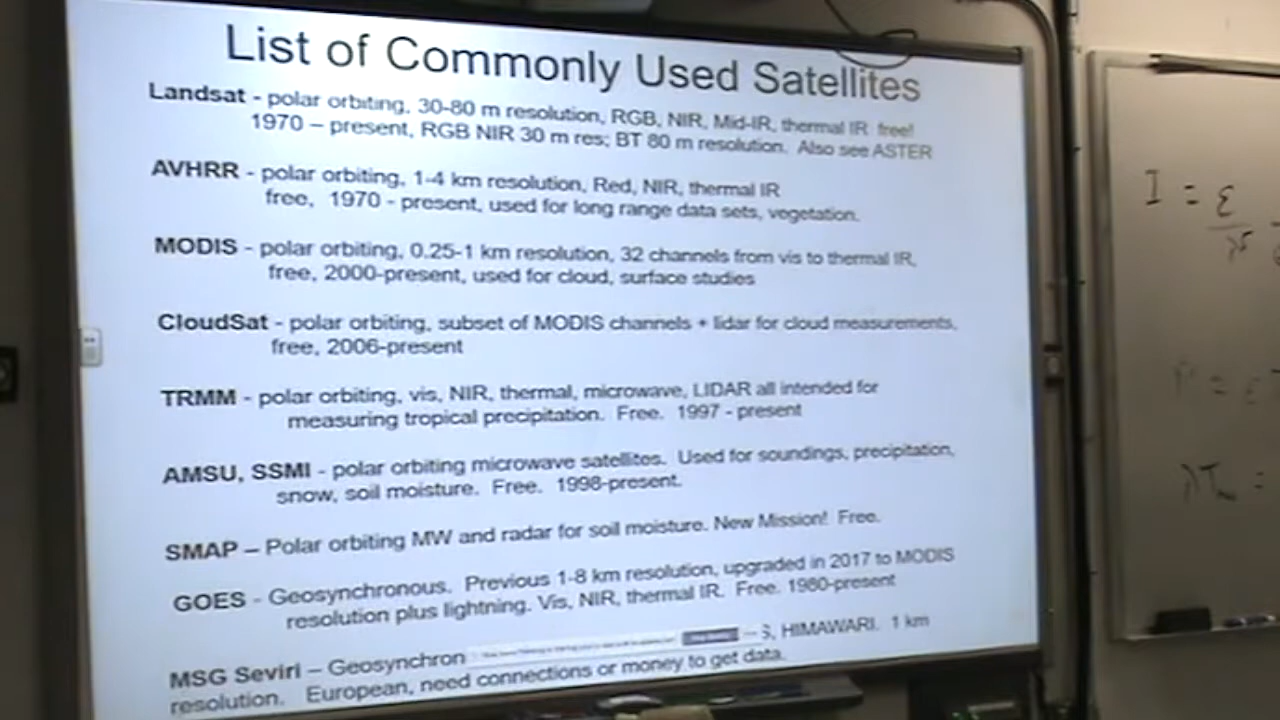 List of Commonly Used Satellites
Landsat - polar orbiting, 30-80 m resolution, RGB, NIR, Mid-IR, thermal IR free!
1970 – present, RGB NIR 30 m res; BT 80 m resolution. Also see ASTER
AVHRR - polar orbiting, 1-4 km resolution, Red, NIR, thermal IR
free, 1970 - present, used for long range data sets, vegetation.
MODIS - polar orbiting, 0.25-1 km resolution, 32 channels from vis to thermal IR,
free, 2000-present, used for cloud, surface studies
CloudSat - polar orbiting, subset of MODIS channels + lidar for cloud measurements,
free, 2006-present
TRMM - polar orbiting, vis, NIR, thermal, microwave, LIDAR all intended for
measuring tropical precipitation. Free. 1997 - present
AMSU, SSMI - polar orbiting microwave satellites. Used for soundings, precipitation,
snow, soil moisture. Free. 1998-present.
SMAP – Polar orbiting MW and radar for soil moisture. New Mission! Free.
GOES - Geosynchronous. Previous 1-8 km resolution, upgraded in 2017 to MODIS
resolution plus lightning. Vis, NIR, thermal IR. Free. 1980-present
MSG Seviri – Geosynchron S, HIMAWARI. 1 km
resolution. European, need connections or money to get data.
I = ε